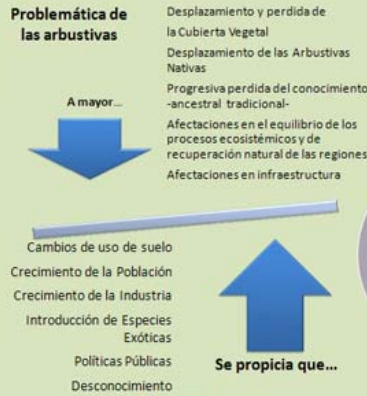 Problemática de
las arbustivas
Desplazamiento y perdida de
la Cubierta Vegetal
Desplazamiento de las Arbustivas
Nativas
Progresiva perdida del conocimiento
-ancestral tradicional-
Afectaciones en el equilibrio de los
procesos ecosistémicos y de
recuperación natural de las regiones
Afectaciones en infraestructura
A mayor...
Cambios de uso de suelo
Crecimiento de la Población
Crecimiento de la Industria
Introducción de Especies
Exóticas
Políticas Públicas
Desconocimiento
Se propicia que...